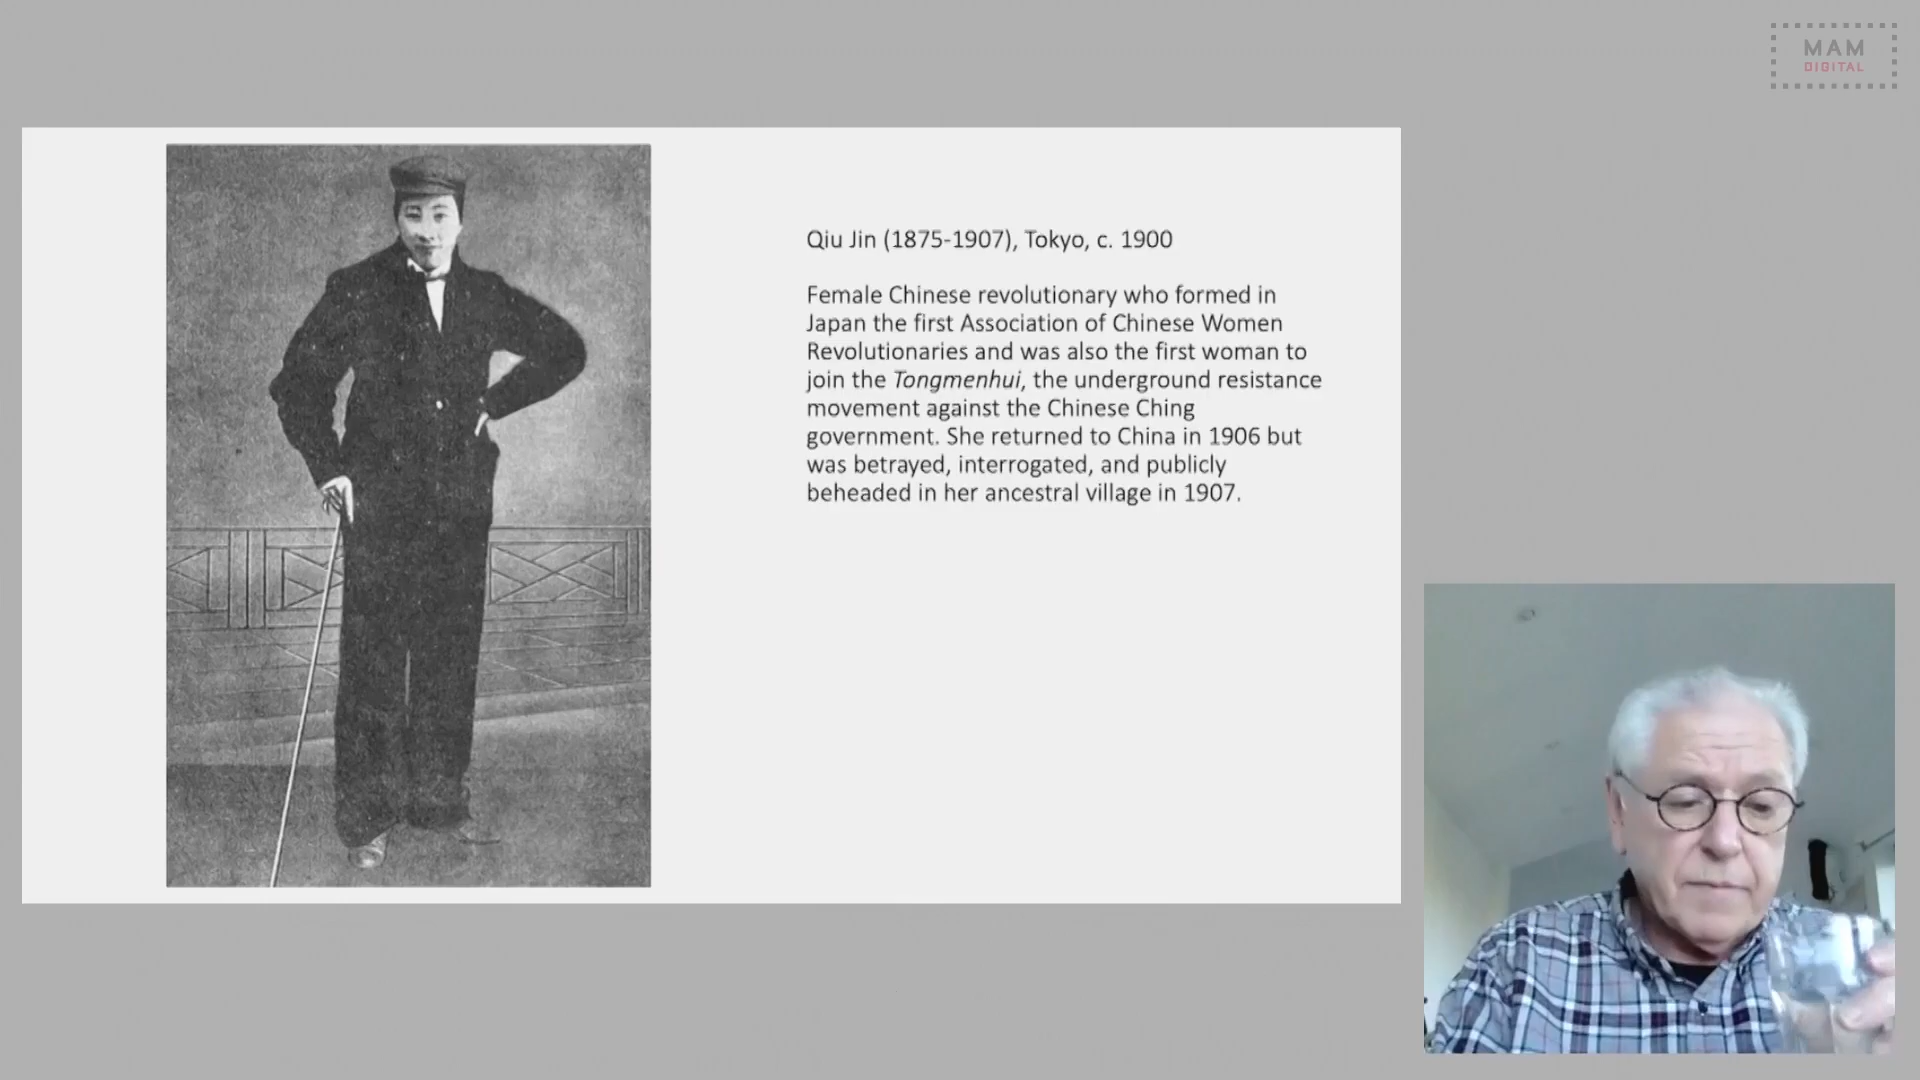 MAM
DIGITAL
Qiu Jin (1875-1907), Tokyo, c. 1900
Female Chinese revolutionary who formed in
Japan the first Association of Chinese Women
Revolutionaries and was also the first woman to
join the Tongmenhui, the underground resistance
movement against the Chinese Ching
government. She returned to China in 1906 but
was betrayed, interrogated, and publicly
beheaded in her ancestral village in 1907.